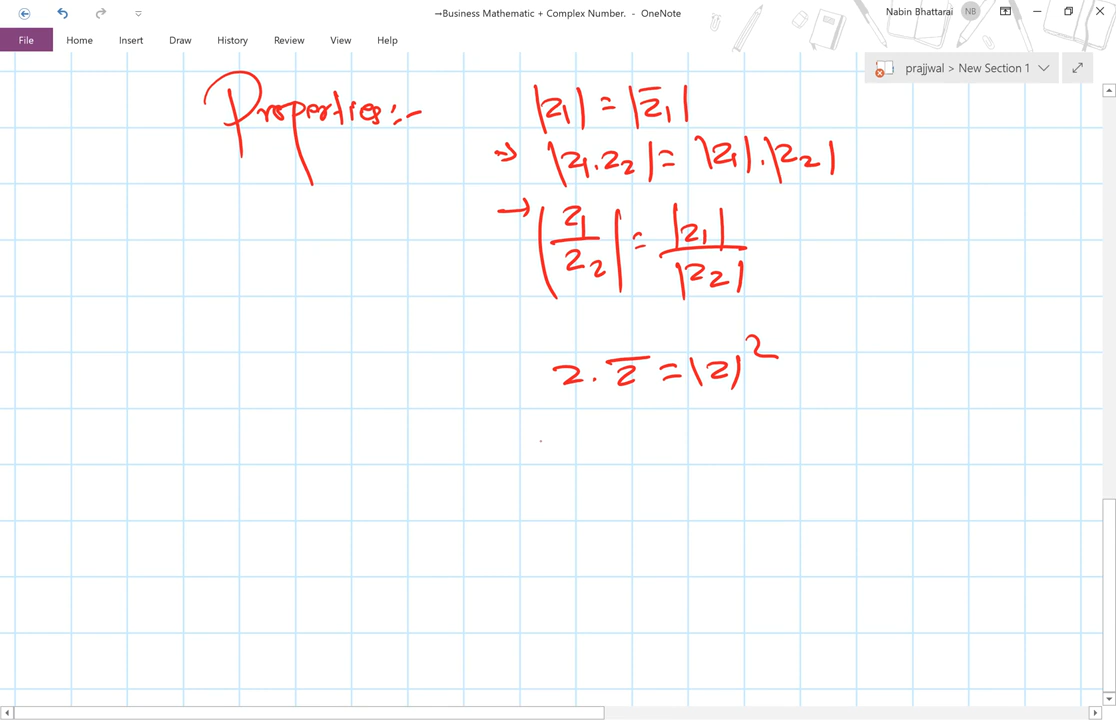 →Business Mathematic + Complex Number. - OneNote
Nabin Bhattarai NB
File Home Insert Draw History Review View Help
prajjwal > New Section 1
Properties:-
|z₁| = |z̅₁|
→ |z₁.z₂| = |z₁|.|z₂|
→ |z₁/z₂| = |z₁|/|z₂|
z.z̅ = |z|²